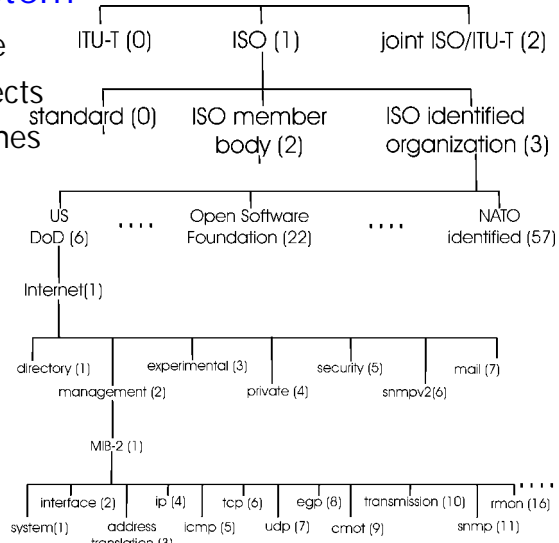 ITU-T (0) ISO (1) joint ISO/ITU-T (2)
standard (0) ISO member body (2) ISO identified organization (3)
US DoD (6) .... Open Software Foundation (22) .... NATO identified (57)
Internet(1)
directory (1) experimental (3) security (5) mail (7)
management (2) private (4) snmpv2(6)
MIB-2 (1)
interface (2) ip (4) tcp (6) egp (8) transmission (10) rmon (16) ....
system(1) address translation (3) icmp (5) udp (7) cmot (9) snmp (11)